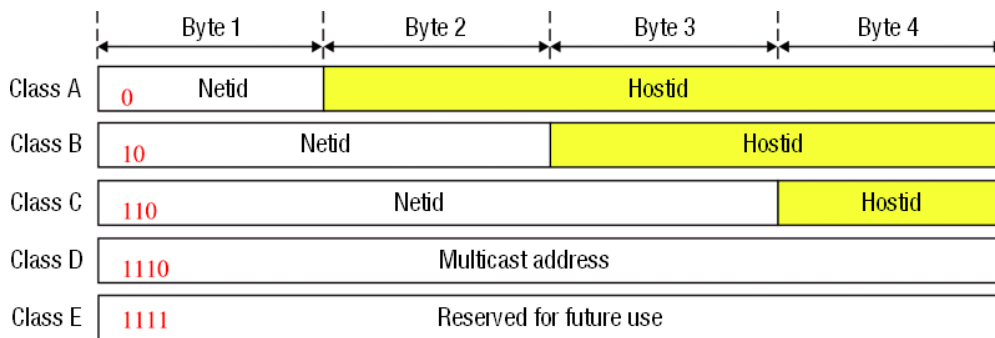 Byte 1 Byte 2 Byte 3 Byte 4
Class A 0 Netid Hostid
Class B 10 Netid Hostid
Class C 110 Netid Hostid
Class D 1110 Multicast address
Class E 1111 Reserved for future use